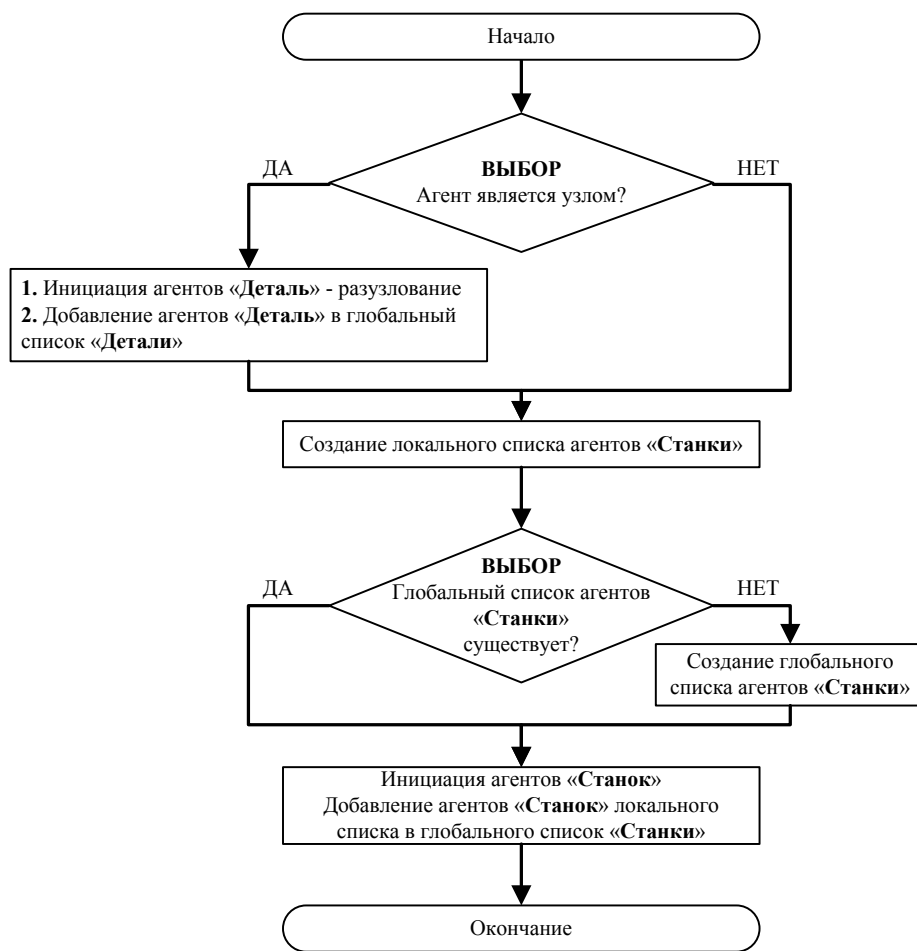 Начало
ВЫБОР
Агент является узлом?
ДА
НЕТ
1. Инициация агентов «Деталь» - разузлование
2. Добавление агентов «Деталь» в глобальный
список «Детали»
Создание локального списка агентов «Станки»
ВЫБОР
Глобальный список агентов
«Станки»
существует?
ДА
НЕТ
Создание глобального
списка агентов «Станки»
Инициация агентов «Станок»
Добавление агентов «Станок» локального
списка в глобального список «Станки»
Окончание